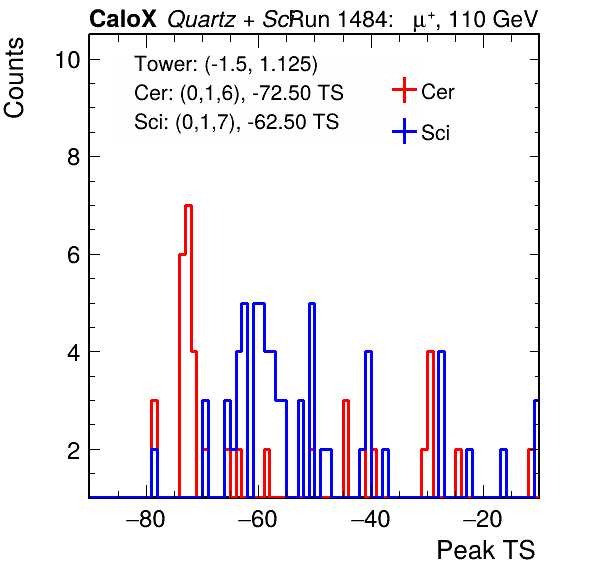 CaloX Quartz + Sci Run 1484: μ+, 110 GeV
Counts
Tower: (-1.5, 1.125)
Cer: (0,1,6), -72.50 TS
Sci: (0,1,7), -62.50 TS
Cer
Sci
10
8
6
4
2
−80 −60 −40 −20
Peak TS